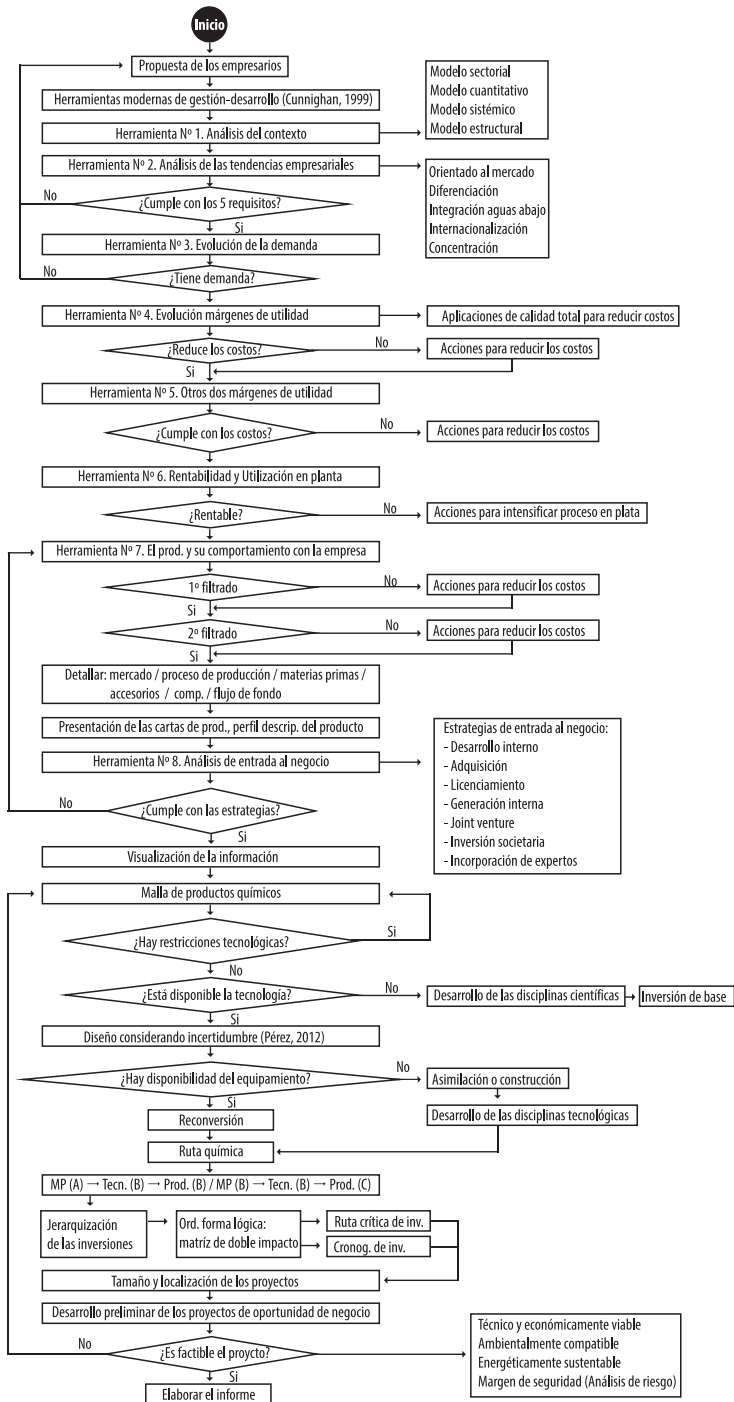 Inicio
Propuesta de los empresarios
Modelo sectorial
Modelo cuantitativo
Modelo sistémico
Modelo estructural
Herramientas modernas de gestión-desarrollo (Cunnighan, 1999)
Herramienta Nº 1. Análisis del contexto
Herramienta Nº 2. Análisis de las tendencias empresariales
Orientado al mercado
Diferenciación
Integración aguas abajo
Internacionalización
Concentración
No
¿Cumple con los 5 requisitos?
Si
Herramienta Nº 3. Evolución de la demanda
No
¿Tiene demanda?
Herramienta Nº 4. Evolución márgenes de utilidad
Aplicaciones de calidad total para reducir costos
¿Reduce los costos?
No
Acciones para reducir los costos
Si
Herramienta Nº 5. Otros dos márgenes de utilidad
¿Cumple con los costos?
No
Acciones para reducir los costos
Herramienta Nº 6. Rentabilidad y Utilización en planta
¿Rentable?
No
Acciones para intensificar proceso en plata
Herramienta Nº 7. El prod. y su comportamiento con la empresa
1º filtrado
No
Acciones para reducir los costos
Si
2º filtrado
No
Acciones para reducir los costos
Si
Detallar: mercado / proceso de producción / materias primas /
accesorios / comp. / flujo de fondo
Presentación de las cartas de prod., perfil descrip. del producto
Herramienta Nº 8. Análisis de entrada al negocio
Estrategias de entrada al negocio:
- Desarrollo interno
- Adquisición
- Licenciamiento
- Generación interna
- Joint venture
- Inversión societaria
- Incorporación de expertos
No
¿Cumple con las estrategias?
Si
Visualización de la información
Malla de productos químicos
¿Hay restricciones tecnológicas?
Si
No
¿Está disponible la tecnología?
No
Desarrollo de las disciplinas científicas
Inversión de base
Si
Diseño considerando incertidumbre (Pérez, 2012)
¿Hay disponibilidad del equipamiento?
No
Asimilación o construcción
Si
Reconversión
Desarrollo de las disciplinas tecnológicas
Ruta química
MP (A) → Tecn. (B) → Prod. (B) / MP (B) → Tecn. (B) → Prod. (C)
Jerarquización
de las inversiones
Ord. forma lógica:
matríz de doble impacto
Ruta crítica de inv.
Cronog. de inv.
Tamaño y localización de los proyectos
Desarrollo preliminar de los proyectos de oportunidad de negocio
No
¿Es factible el proycto?
Técnico y económicamente viable
Ambientalmente compatible
Energéticamente sustentable
Margen de seguridad (Análisis de riesgo)
Si
Elaborar el informe